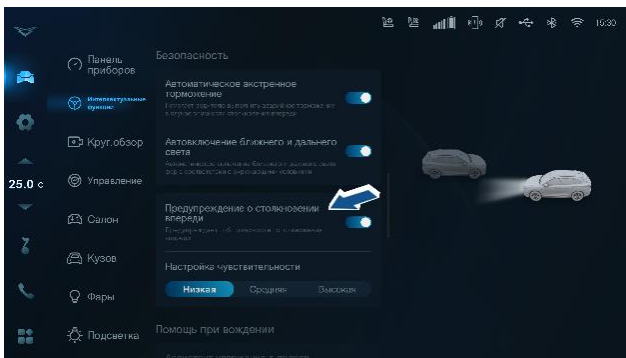 15:30
Панель
приборов
Интеллектуальные
функции
Круг.обзор
Управление
Салон
Кузов
Фары
Подсветка
25.0 c
Безопасность
Автоматическое экстренное
торможение
Автовключение ближнего и дальнего
света
Предупреждение о столкновении
впереди
Настройка чувствительности
Низкая Средняя Высокая
Помощь при вождении